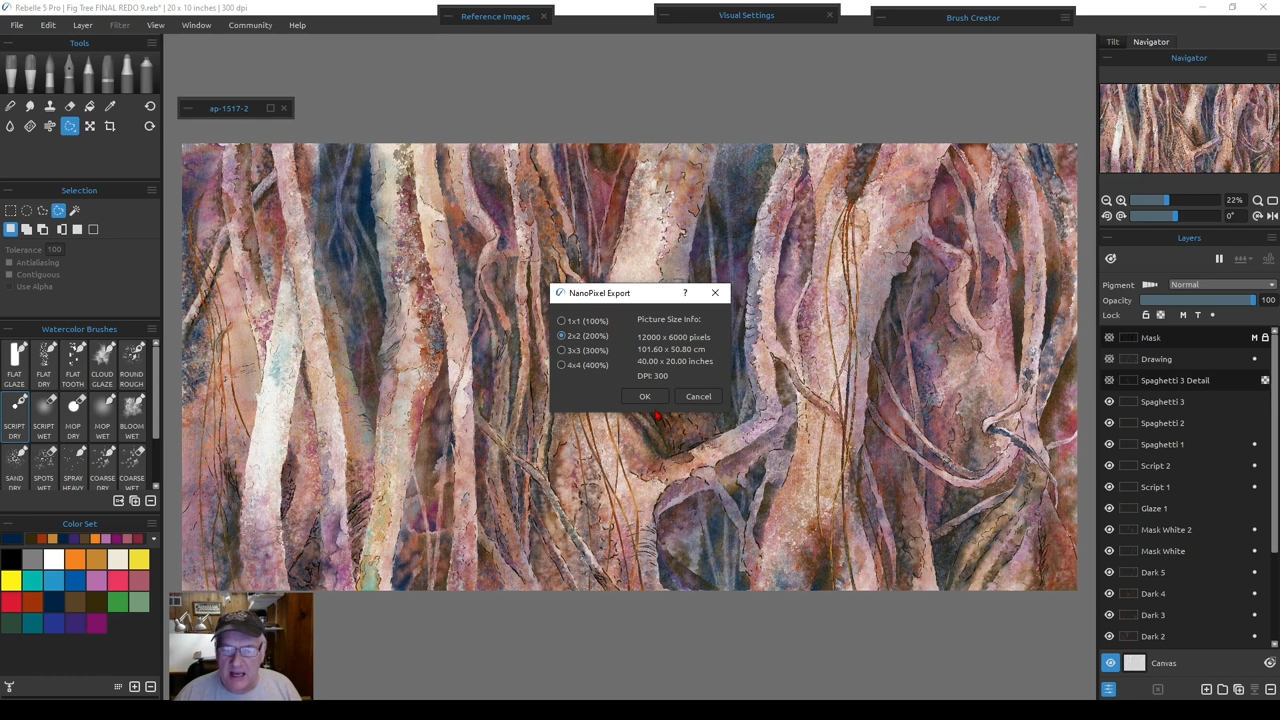 Rebelle 5 Pro | Fig Tree FINAL REDO 9.reb* | 20 x 10 inches | 300 dpi
File Edit Layer Filter View Window Community Help
Reference Images
Visual Settings
Brush Creator
Tools
Selection
Tolerance 100
Antialiasing
Contiguous
Use Alpha
Watercolor Brushes
FLAT GLAZE
FLAT DRY
FLAT TOOTH
CLOUD GLAZE
ROUND ROUGH
SCRIPT DRY
SCRIPT WET
MOP DRY
MOP WET
BLOOM WET
SAND DRY
SPOTS WET
SPRAY HEAVY
COARSE DRY
COARSE WET
Color Set
ap-1517-2
NanoPixel Export
?
1x1 (100%)
2x2 (200%)
3x3 (300%)
4x4 (400%)
Picture Size Info:
12000 x 6000 pixels
101.60 x 50.80 cm
40.00 x 20.00 inches
DPI: 300
OK
Cancel
Tilt Navigator
Navigator
22%
0°
Layers
Pigment Normal
Opacity 100
Lock M T
Mask M
Drawing
Spaghetti 3 Detail
Spaghetti 3
Spaghetti 2
Spaghetti 1
Script 2
Script 1
Glaze 1
Mask White 2
Mask White
Dark 5
Dark 4
Dark 3
Dark 2
Canvas